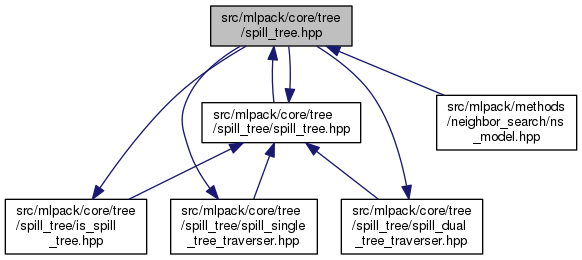 src/mlpack/core/tree
/spill_tree.hpp
src/mlpack/core/tree
/spill_tree/spill_tree.hpp
src/mlpack/methods
/neighbor_search/ns
_model.hpp
src/mlpack/core/tree
/spill_tree/is_spill
_tree.hpp
src/mlpack/core/tree
/spill_tree/spill_single
_tree_traverser.hpp
src/mlpack/core/tree
/spill_tree/spill_dual
_tree_traverser.hpp